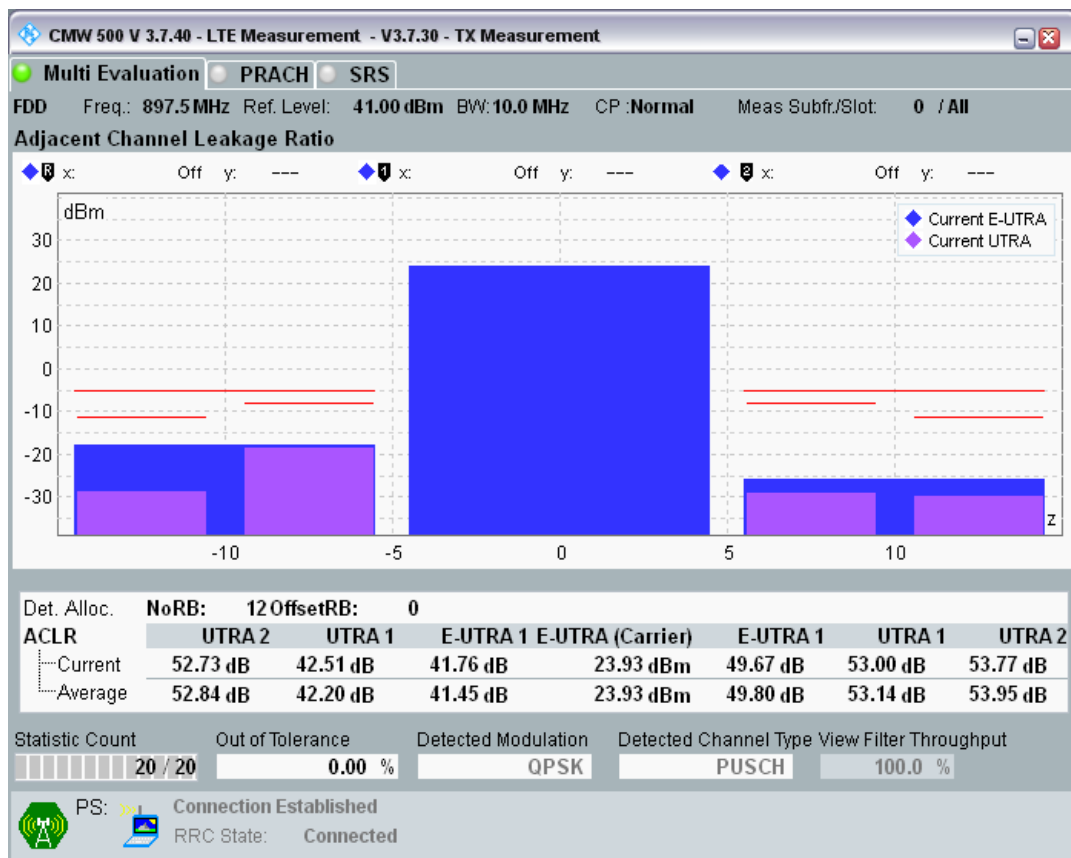 CMW 500 V 3.7.40 - LTE Measurement - V3.7.30 - TX Measurement
Multi Evaluation PRACH SRS
FDD Freq.: 897.5 MHz Ref. Level: 41.00 dBm BW: 10.0 MHz CP :Normal Meas Subfr./Slot: 0 / All
Adjacent Channel Leakage Ratio
R x: Off y: --- 1 x: Off y: --- 2 x: Off y: ---
dBm
Current E-UTRA
Current UTRA
30
20
10
0
-10
-20
-30
z
-10 -5 0 5 10
Det. Alloc. NoRB: 12 OffsetRB: 0
ACLR UTRA 2 UTRA 1 E-UTRA 1 E-UTRA (Carrier) E-UTRA 1 UTRA 1 UTRA 2
Current 52.73 dB 42.51 dB 41.76 dB 23.93 dBm 49.67 dB 53.00 dB 53.77 dB
Average 52.84 dB 42.20 dB 41.45 dB 23.93 dBm 49.80 dB 53.14 dB 53.95 dB
Statistic Count Out of Tolerance Detected Modulation Detected Channel Type View Filter Throughput
20 / 20 0.00 % QPSK PUSCH 100.0 %
PS: Connection Established
RRC State: Connected